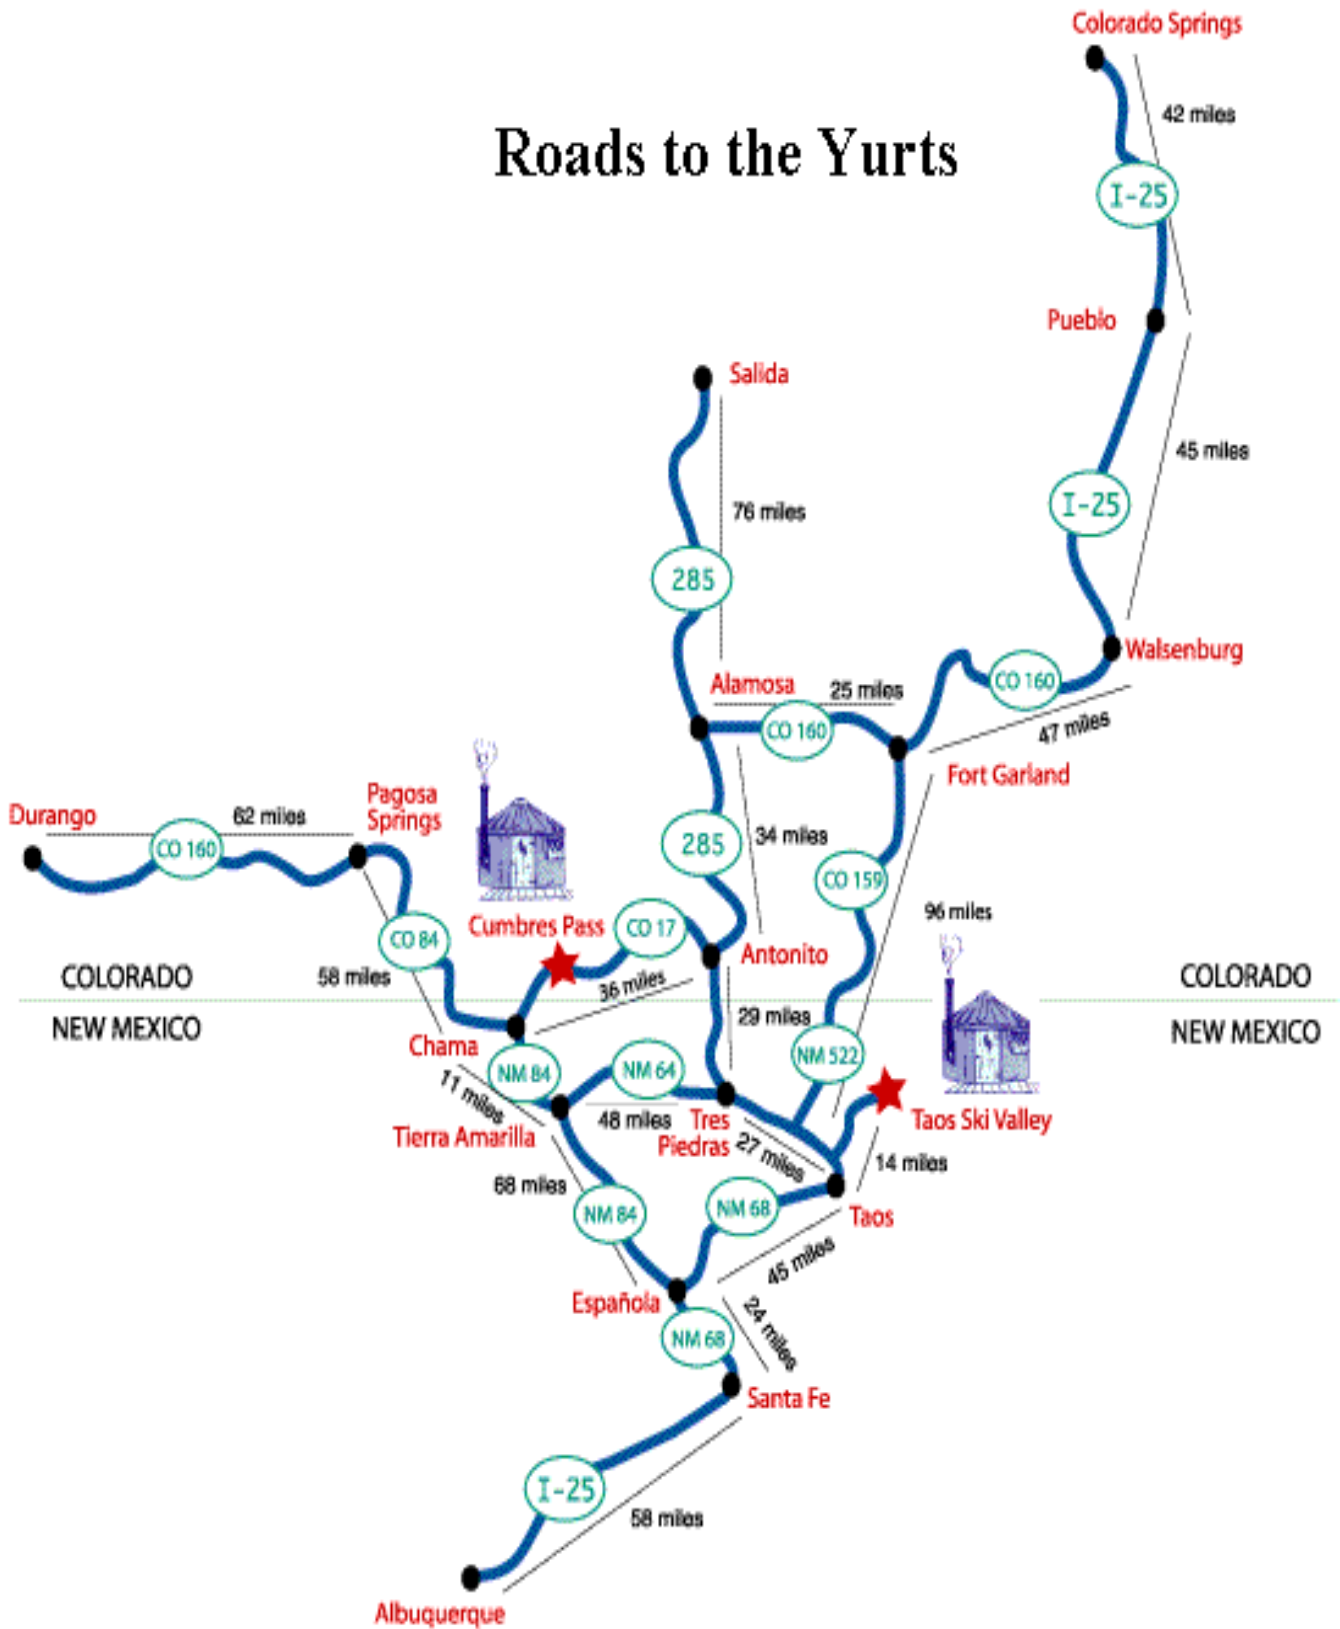 Colorado Springs
42 miles
Roads to the Yurts
I-25
Pueblo
Salida
45 miles
76 miles
I-25
285
Walsenburg
Alamosa
25 miles
CO 160
CO 160
47 miles
Fort Garland
Pagosa
Springs
Durango
62 miles
CO 160
285
34 miles
CO 159
96 miles
Cumbres Pass
CO 17
CO 84
Antonito
COLORADO
58 miles
36 miles
COLORADO
NEW MEXICO
29 miles
NEW MEXICO
Chama
NM 522
NM 84
NM 64
11 miles
48 miles
Tres
Piedras
Taos Ski Valley
Tierra Amarilla
27 miles
14 miles
68 miles
NM 84
NM 68
Taos
45 miles
Española
24 miles
NM 68
Santa Fe
I-25
58 miles
Albuquerque